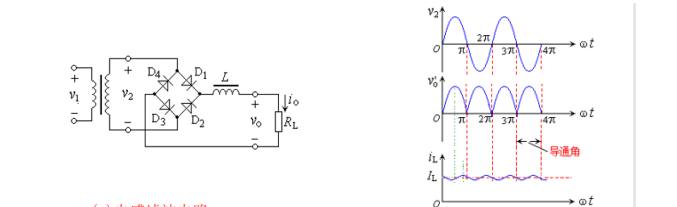 D4 D1
L
+ + + io
v1 v2 vo RL
D3 D2
− − −
v2
O π 2π 3π 4π ωt
v'o
O π 2π 3π 4π ωt
导通角
iL
IL
O ωt